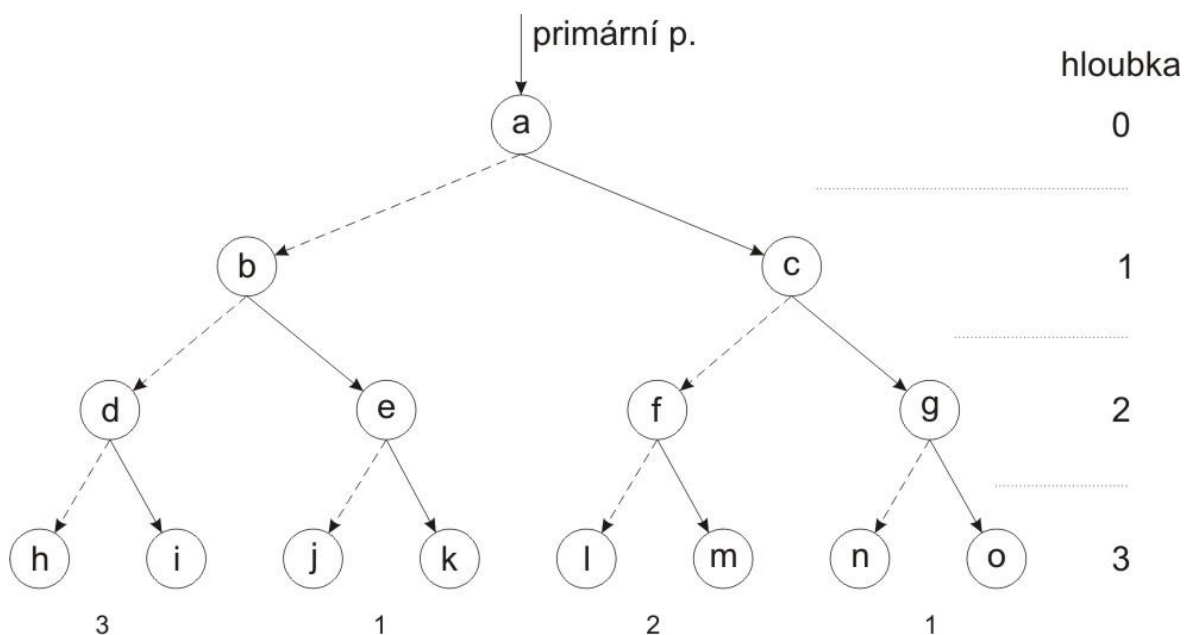 primární p.
hloubka
a 0
b c 1
d e f g 2
h i j k l m n o 3
3 1 2 1